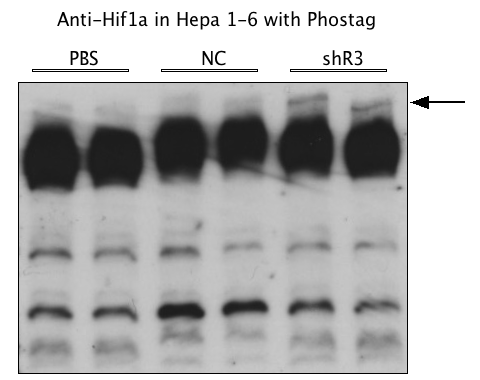 Anti-Hif1a in Hepa 1-6 with Phostag
PBS NC shR3